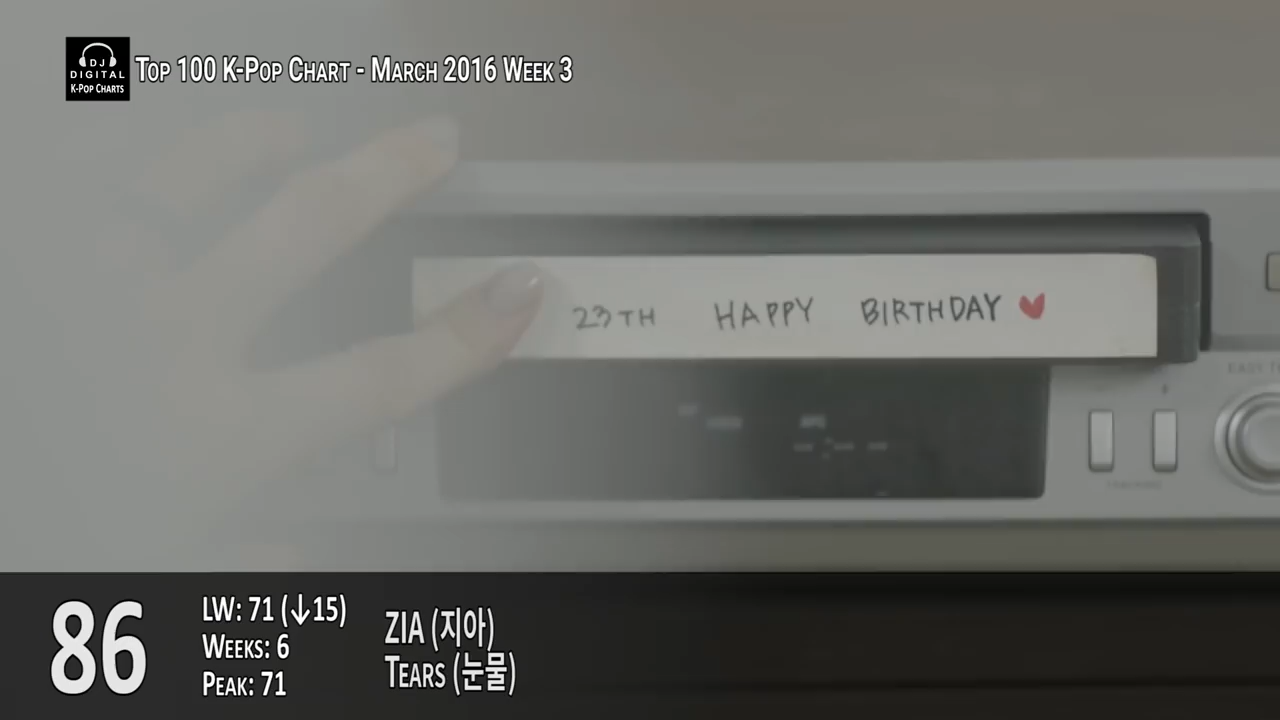 DJ
DIGITAL
K-POP CHARTS
TOP 100 K-POP CHART - MARCH 2016 WEEK 3
23TH HAPPY BIRTHDAY ❤
86
LW: 71 (↓15)
WEEKS: 6
PEAK: 71
ZIA (지아)
TEARS (눈물)